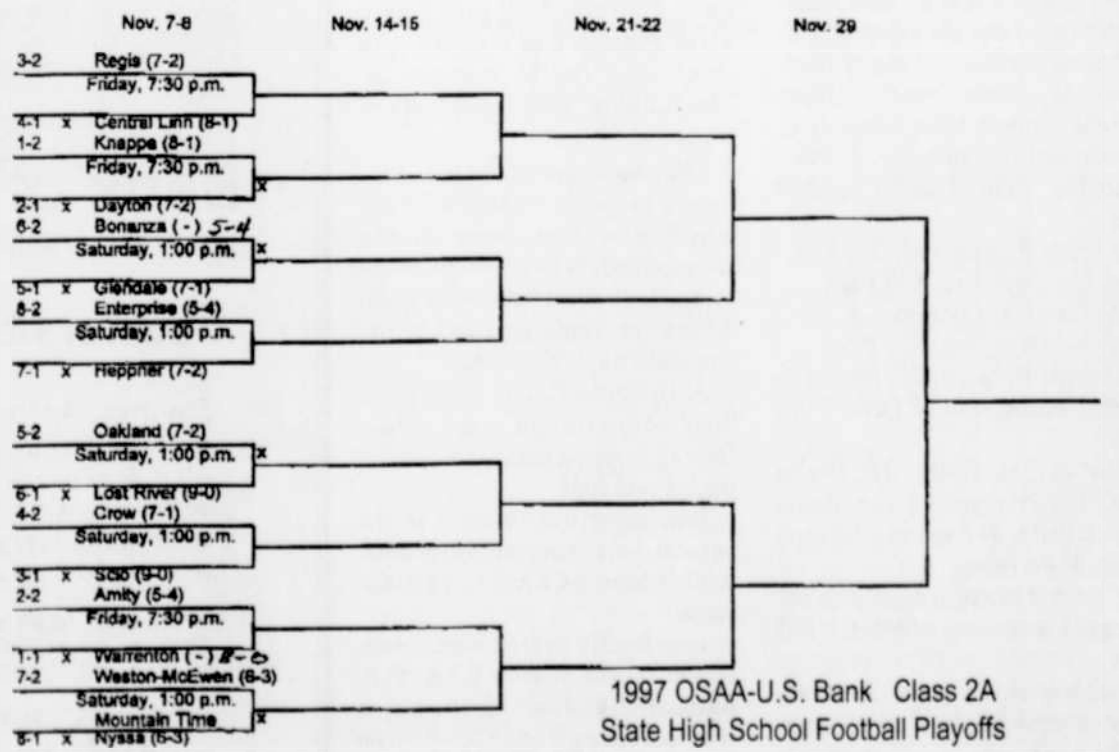 Nov. 7-8 Nov. 14-15 Nov. 21-22 Nov. 29
3-2 Regis (7-2)
Friday, 7:30 p.m.
4-1 x Central Linn (8-1)
1-2 Knappa (8-1)
Friday, 7:30 p.m.
x
2-1 x Dayton (7-2)
6-2 Bonanza ( - ) 5-4
Saturday, 1:00 p.m. x
5-1 x Glendale (7-1)
8-2 Enterprise (5-4)
Saturday, 1:00 p.m.
7-1 x Heppner (7-2)
5-2 Oakland (7-2)
Saturday, 1:00 p.m. x
6-1 x Lost River (9-0)
4-2 Crow (7-1)
Saturday, 1:00 p.m.
3-1 x Scio (9-0)
2-2 Amity (5-4)
Friday, 7:30 p.m.
1-1 x Warrenton ( - )
7-2 Weston-McEwen (6-3)
Saturday, 1:00 p.m.
Mountain Time x
8-1 x Nyssa (6-3)
1997 OSAA-U.S. Bank Class 2A
State High School Football Playoffs